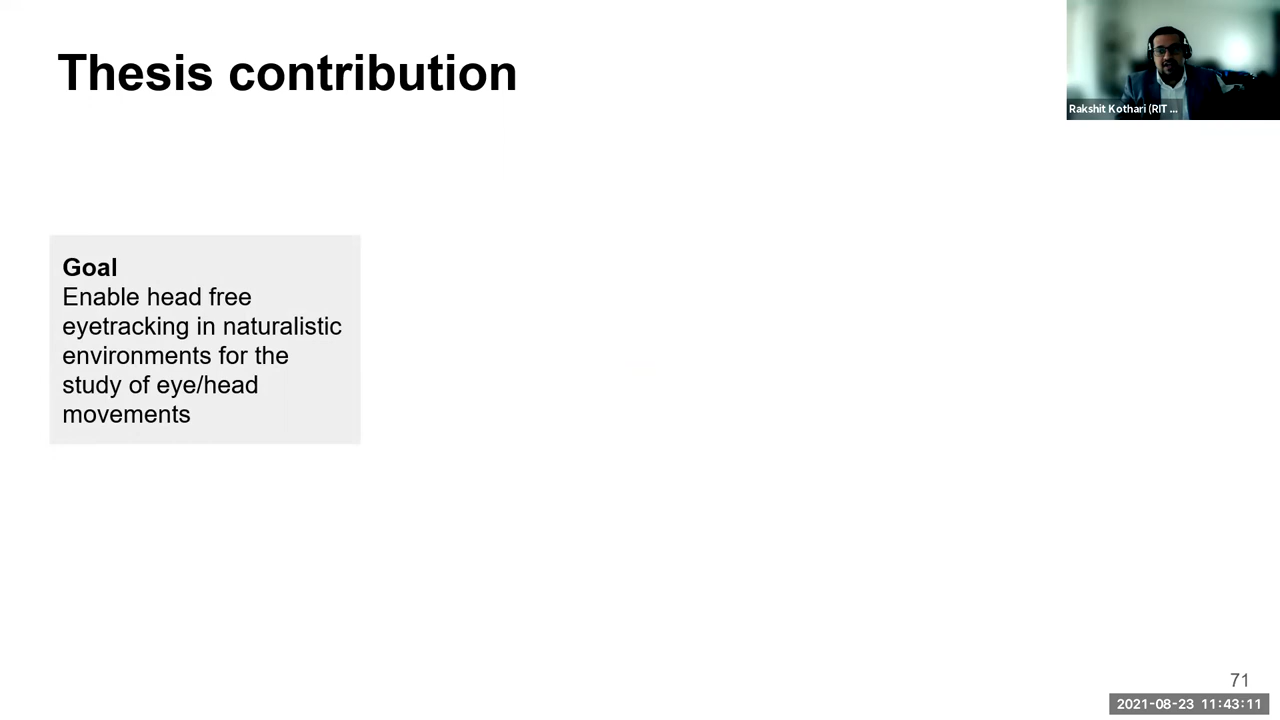 Thesis contribution
Rakshit Kothari (RIT ...
Goal
Enable head free
eyetracking in naturalistic
environments for the
study of eye/head
movements
71
2021-08-23 11:43:11